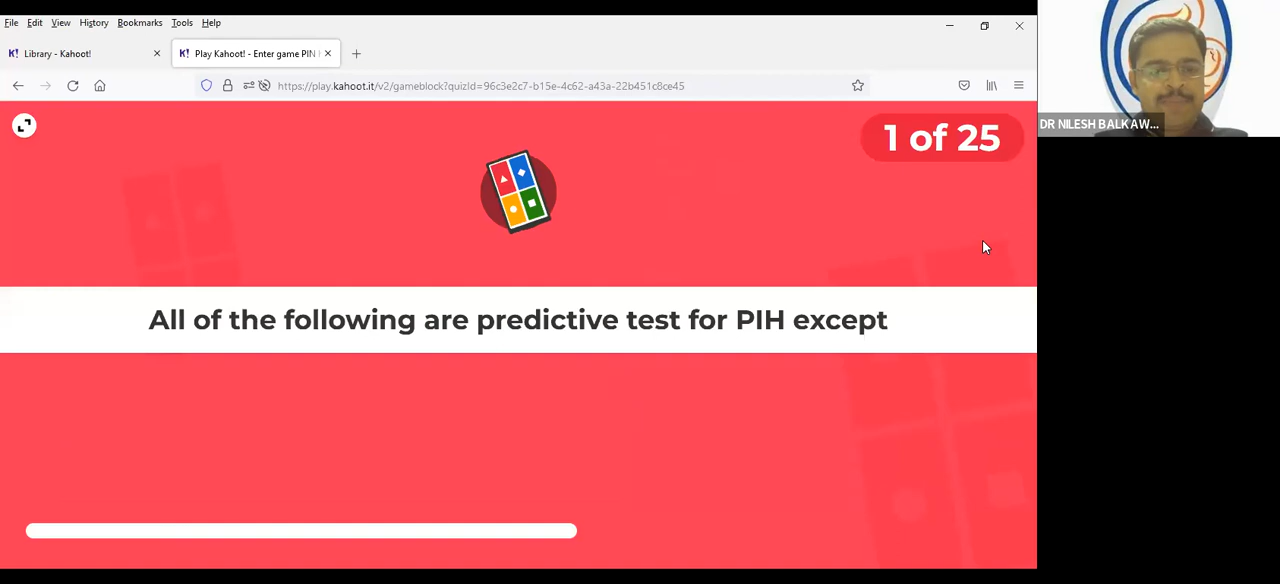 File Edit View History Bookmarks Tools Help
K! Library - Kahoot!
K! Play Kahoot! - Enter game PIN
https://play.kahoot.it/v2/gameblock?quizId=96c3e2c7-b15e-4c62-a43a-22b451c8ce45
1 of 25
DR NILESH BALKAW...
All of the following are predictive test for PIH except